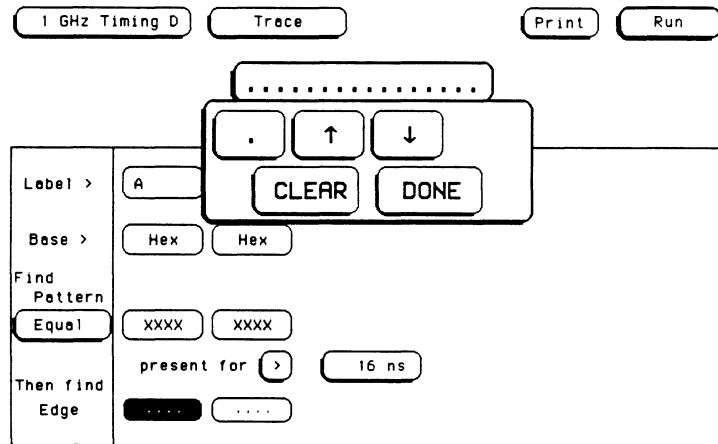 1 GHz Timing D Trace Print Run
................
. ↑ ↓
CLEAR DONE
Label > A
Base > Hex Hex
Find
Pattern
Equal XXXX XXXX
present for > 16 ns
Then find
Edge .... ....